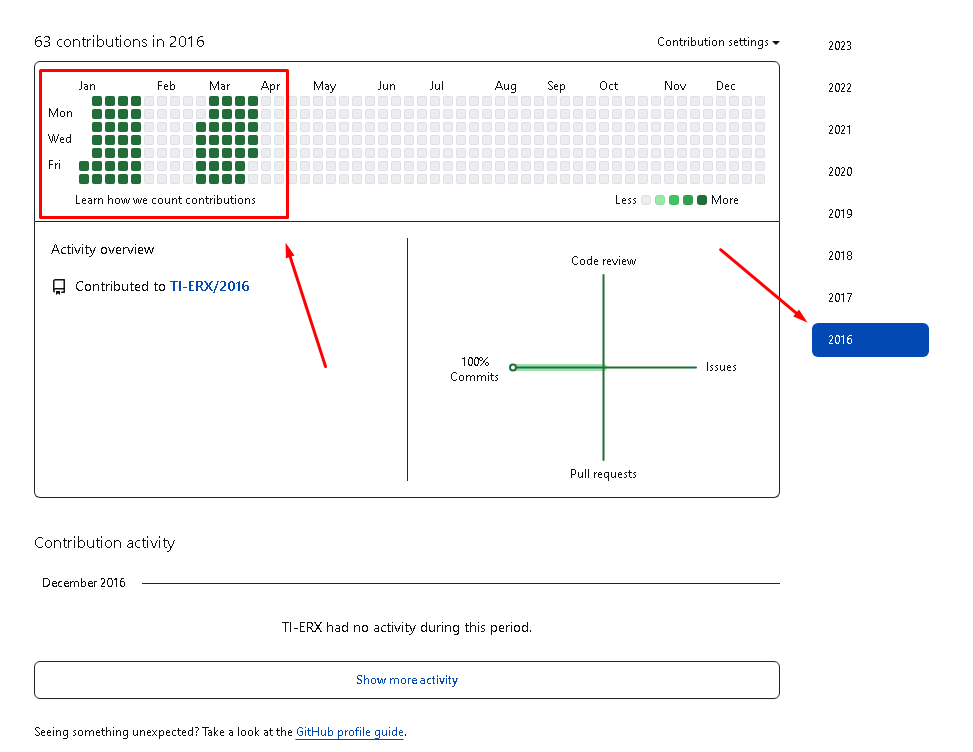 63 contributions in 2016
Contribution settings
Jan Feb Mar Apr May Jun Jul Aug Sep Oct Nov Dec
Mon
Wed
Fri
Learn how we count contributions
Less More
Activity overview
Contributed to TI-ERX/2016
Code review
100%
Commits
Issues
Pull requests
Contribution activity
December 2016
TI-ERX had no activity during this period.
Show more activity
Seeing something unexpected? Take a look at the GitHub profile guide.
2023
2022
2021
2020
2019
2018
2017
2016